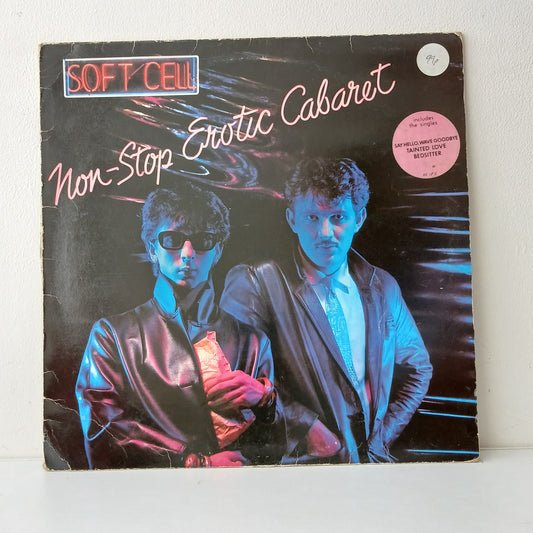 SOFT CELL
Non-Stop Erotic Cabaret
includes
the singles
SAY HELLO, WAVE GOODBYE
TAINTED LOVE
BEDSITTER